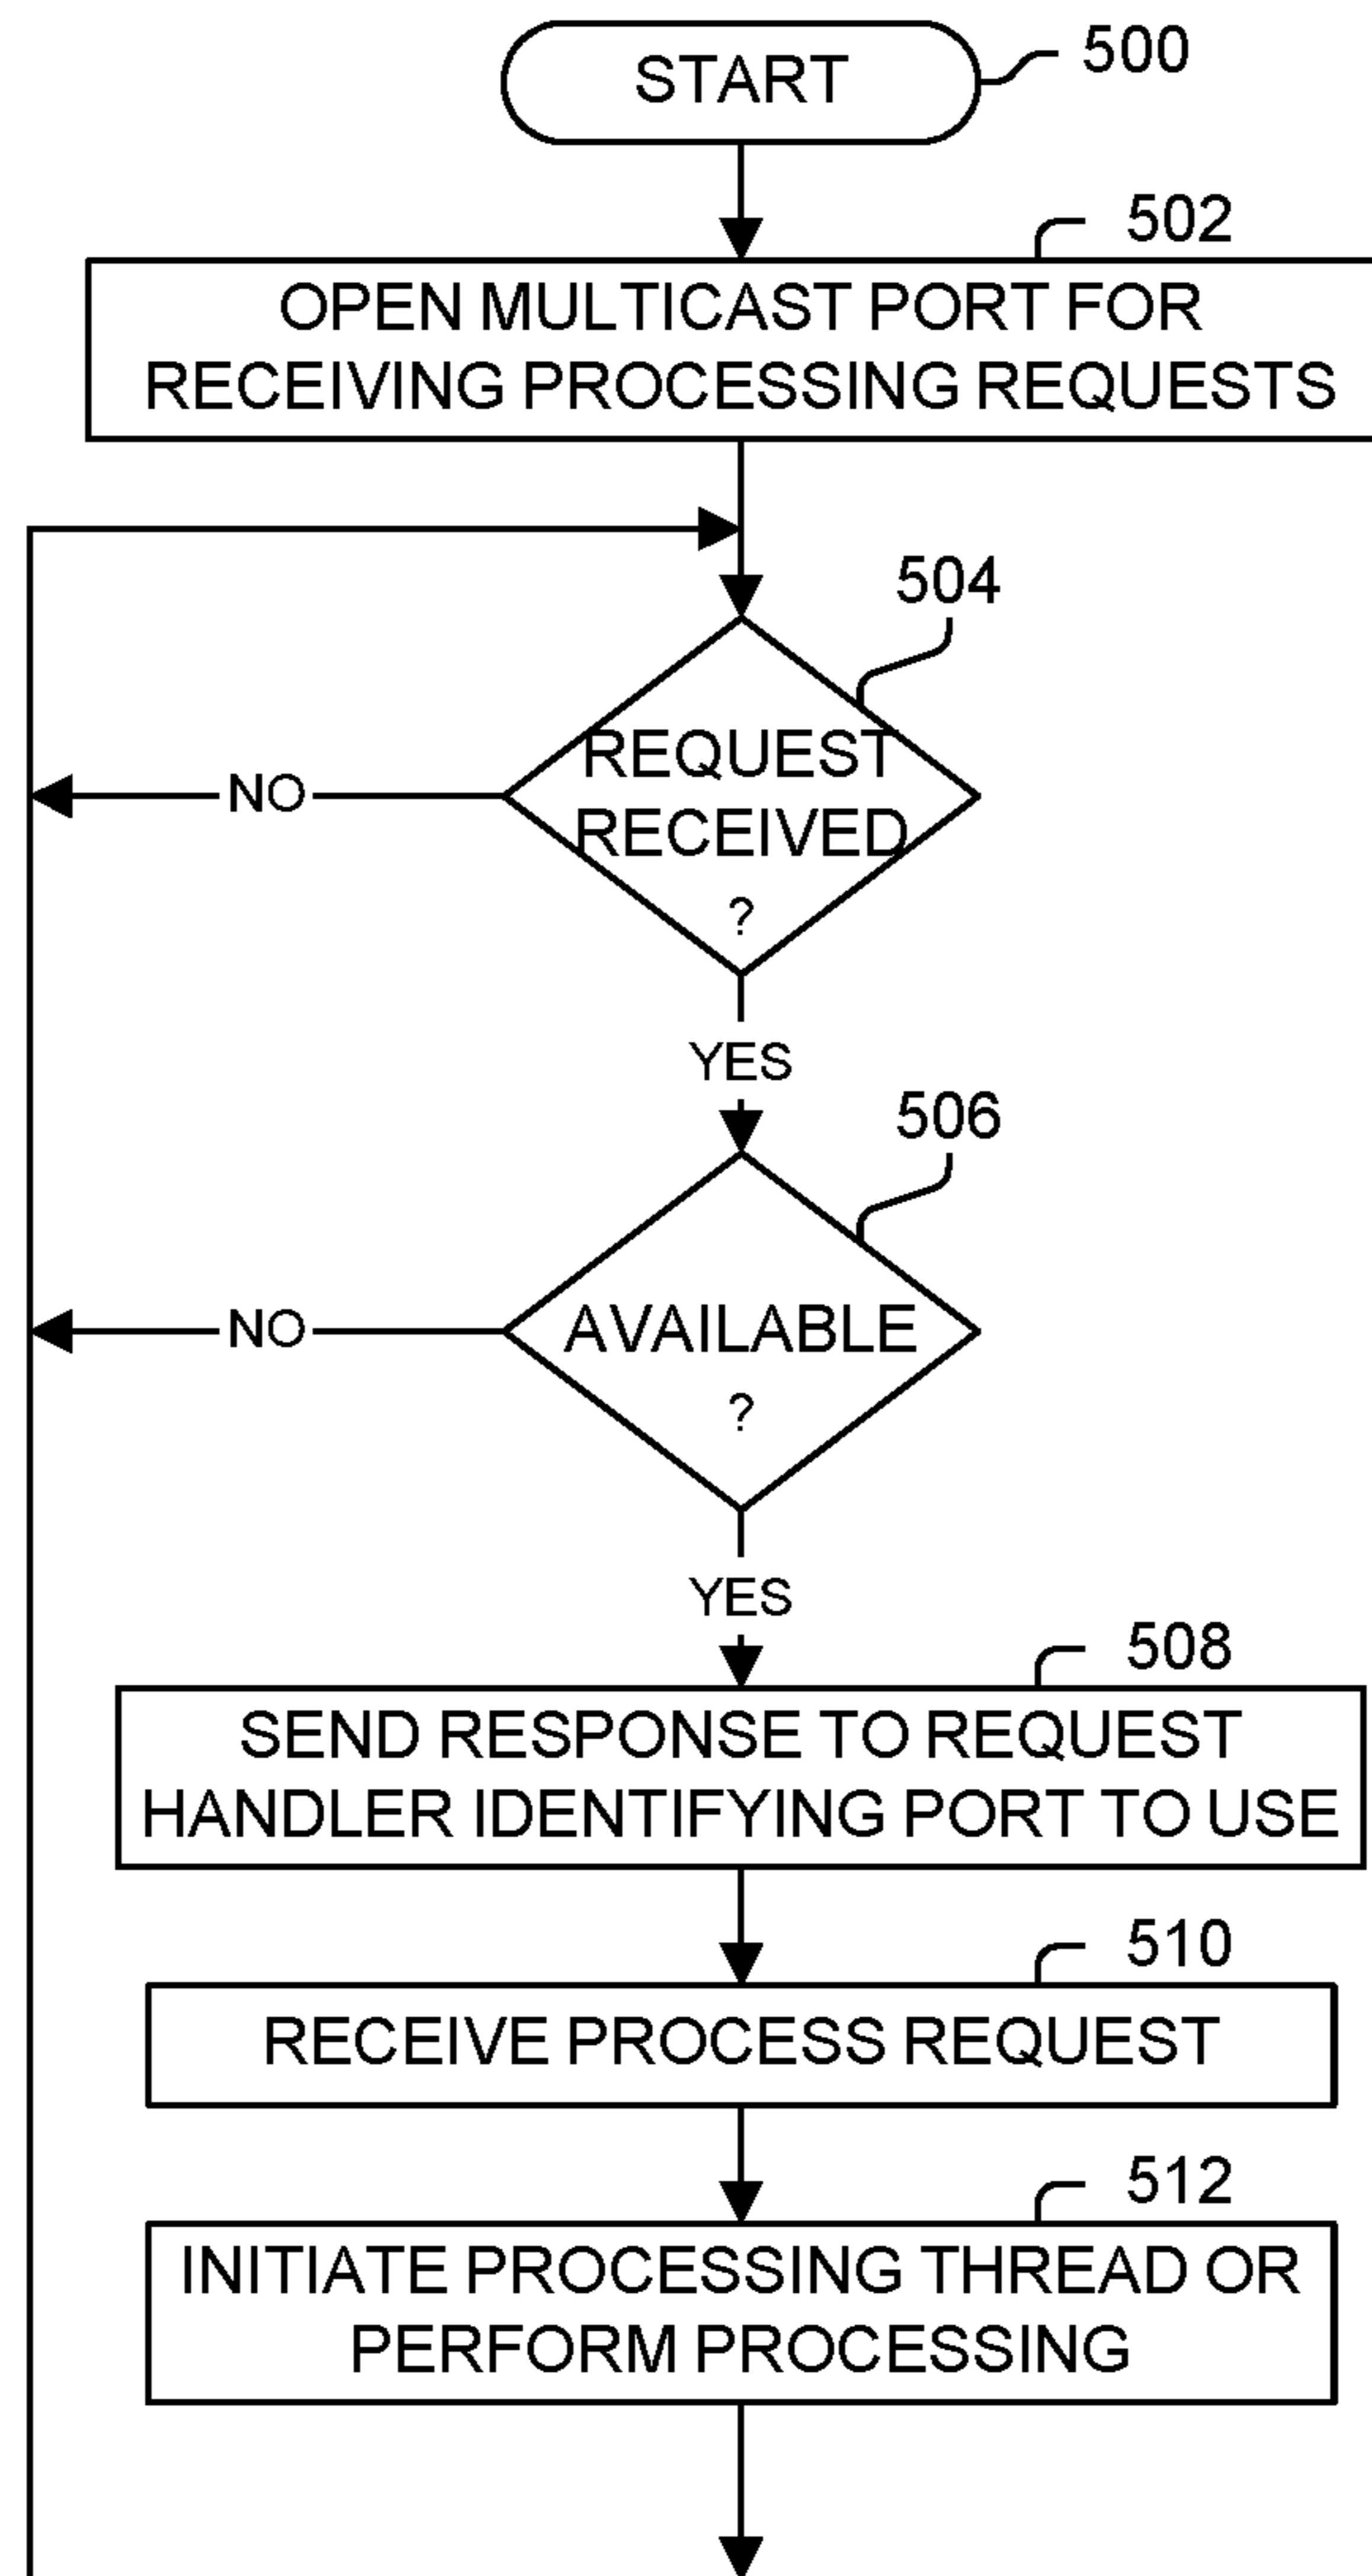 START
500
502
OPEN MULTICAST PORT FOR
RECEIVING PROCESSING REQUESTS
504
REQUEST
RECEIVED
?
NO
YES
506
AVAILABLE
?
NO
YES
508
SEND RESPONSE TO REQUEST
HANDLER IDENTIFYING PORT TO USE
510
RECEIVE PROCESS REQUEST
512
INITIATE PROCESSING THREAD OR
PERFORM PROCESSING